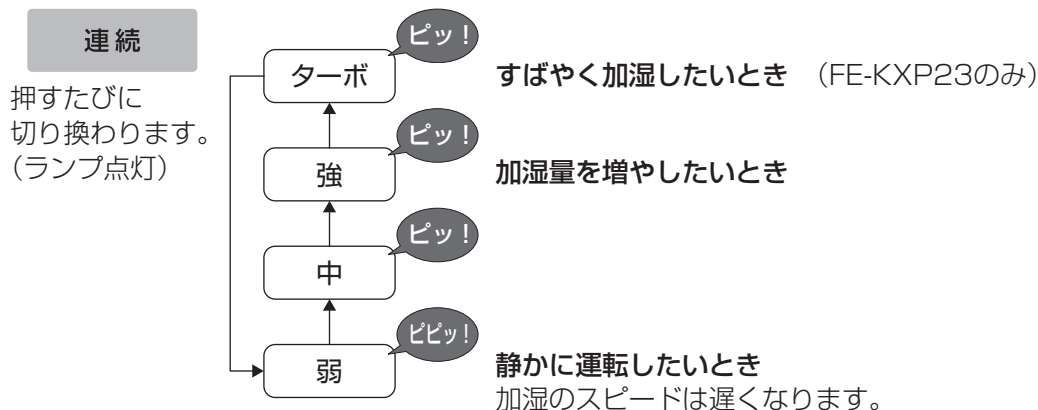 連続
押すたびに
切り換わります。
（ランプ点灯）
ピッ！
ターボ
すばやく加湿したいとき （FE-KXP23のみ）
ピッ！
強
加湿量を増やしたいとき
ピッ！
中
ピピッ！
弱
静かに運転したいとき
加湿のスピードは遅くなります。